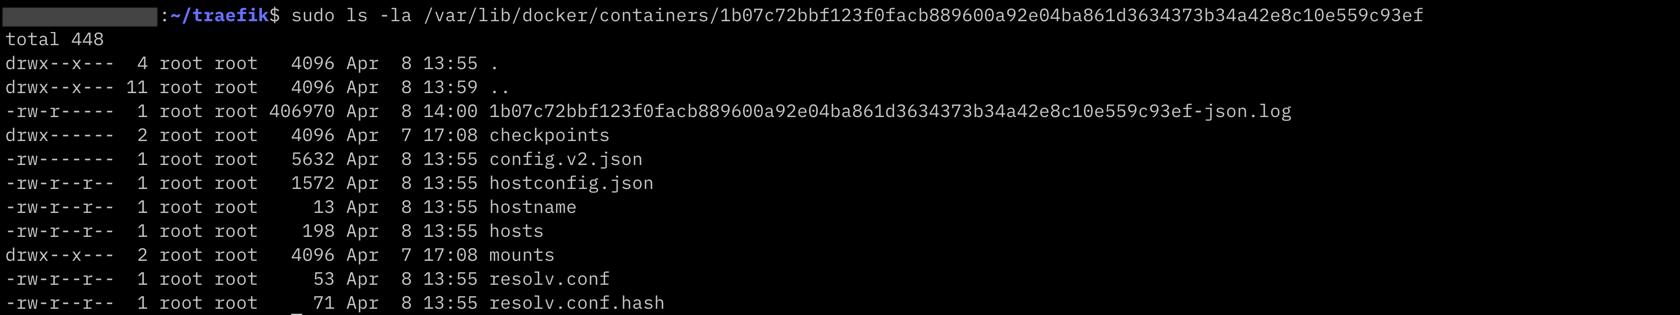 :~/traefik$ sudo ls -la /var/lib/docker/containers/1b07c72bbf123f0facb889600a92e04ba861d3634373b34a42e8c10e559c93ef
total 448
drwx--x---  4 root root   4096 Apr  8 13:55 .
drwx--x--- 11 root root   4096 Apr  8 13:59 ..
-rw-r-----  1 root root 406970 Apr  8 14:00 1b07c72bbf123f0facb889600a92e04ba861d3634373b34a42e8c10e559c93ef-json.log
drwx------  2 root root   4096 Apr  7 17:08 checkpoints
-rw-------  1 root root   5632 Apr  8 13:55 config.v2.json
-rw-r--r--  1 root root   1572 Apr  8 13:55 hostconfig.json
-rw-r--r--  1 root root     13 Apr  8 13:55 hostname
-rw-r--r--  1 root root    198 Apr  8 13:55 hosts
drwx--x---  2 root root   4096 Apr  7 17:08 mounts
-rw-r--r--  1 root root     53 Apr  8 13:55 resolv.conf
-rw-r--r--  1 root root     71 Apr  8 13:55 resolv.conf.hash